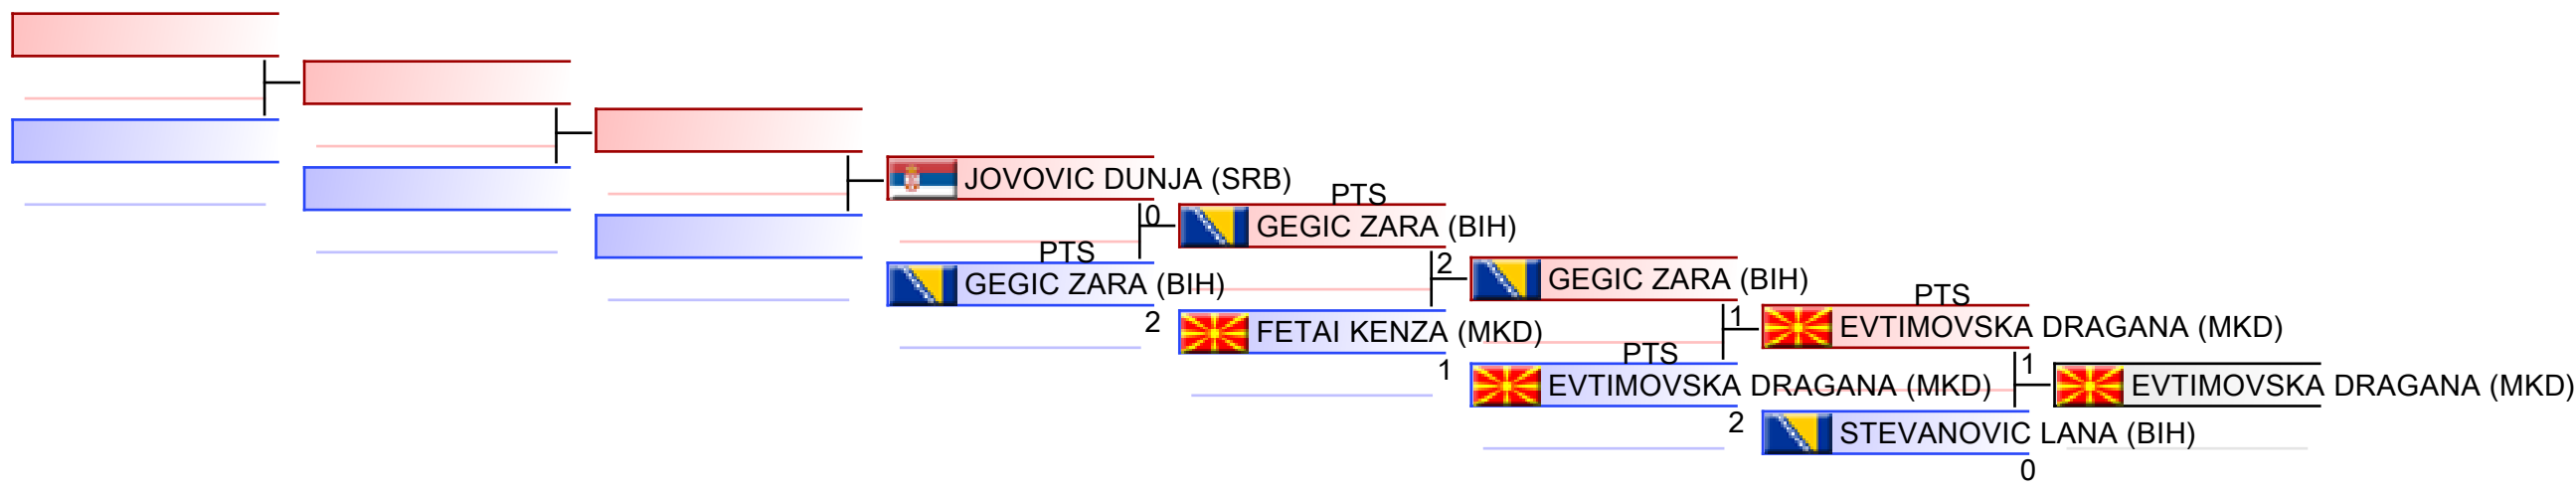 JOVOVIC DUNJA (SRB)
0
PTS
GEGIC ZARA (BIH)
2
PTS
GEGIC ZARA (BIH)
2
FETAI KENZA (MKD)
1
GEGIC ZARA (BIH)
1
PTS
EVTIMOVSKA DRAGANA (MKD)
2
PTS
EVTIMOVSKA DRAGANA (MKD)
1
STEVANOVIC LANA (BIH)
0
EVTIMOVSKA DRAGANA (MKD)